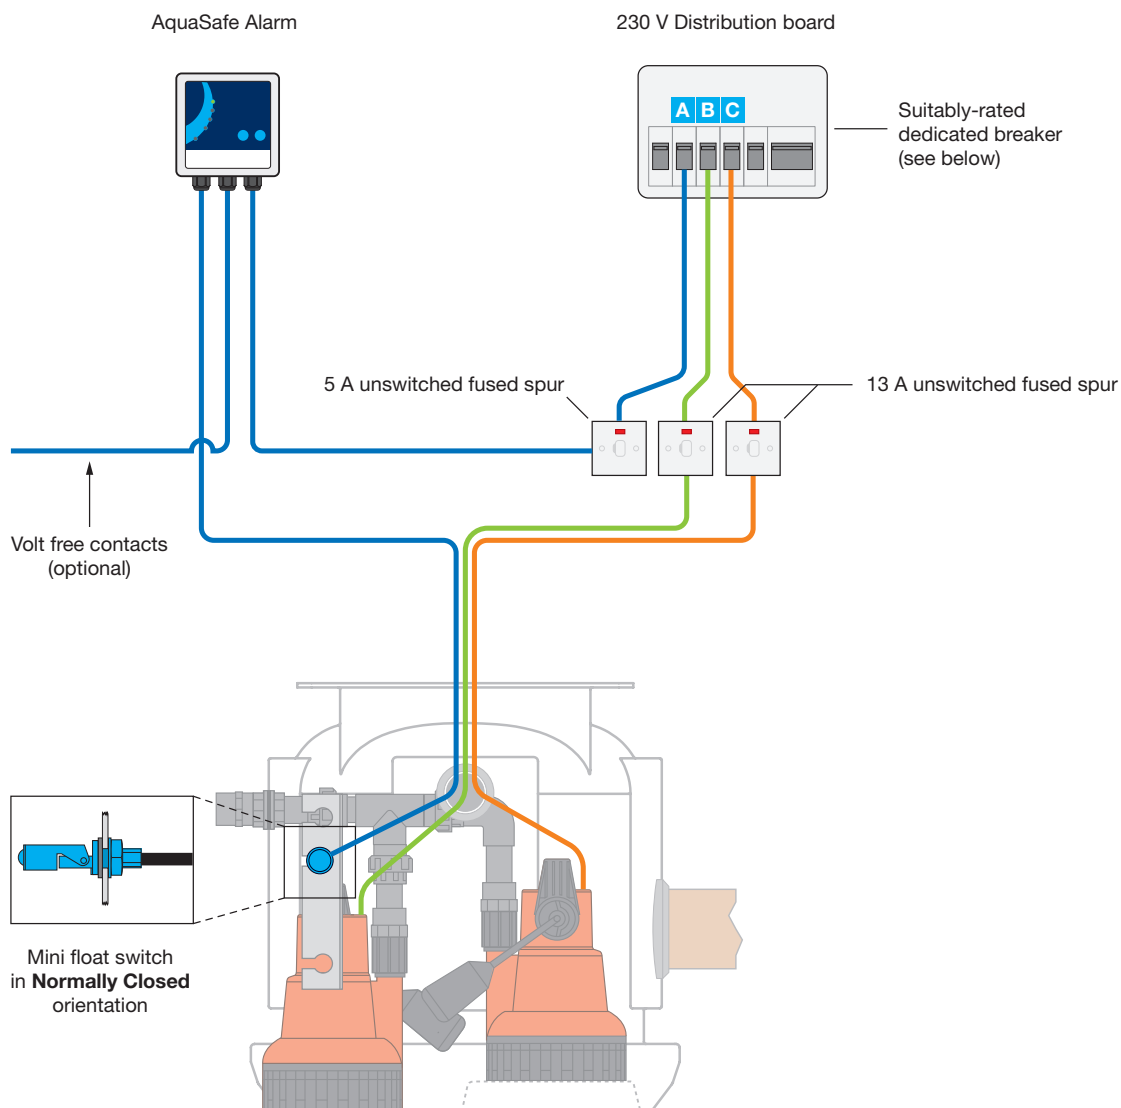 AquaSafe Alarm
230 V Distribution board
A B C
Suitably-rated
dedicated breaker
(see below)
5 A unswitched fused spur
13 A unswitched fused spur
Volt free contacts
(optional)
Mini float switch
in Normally Closed
orientation